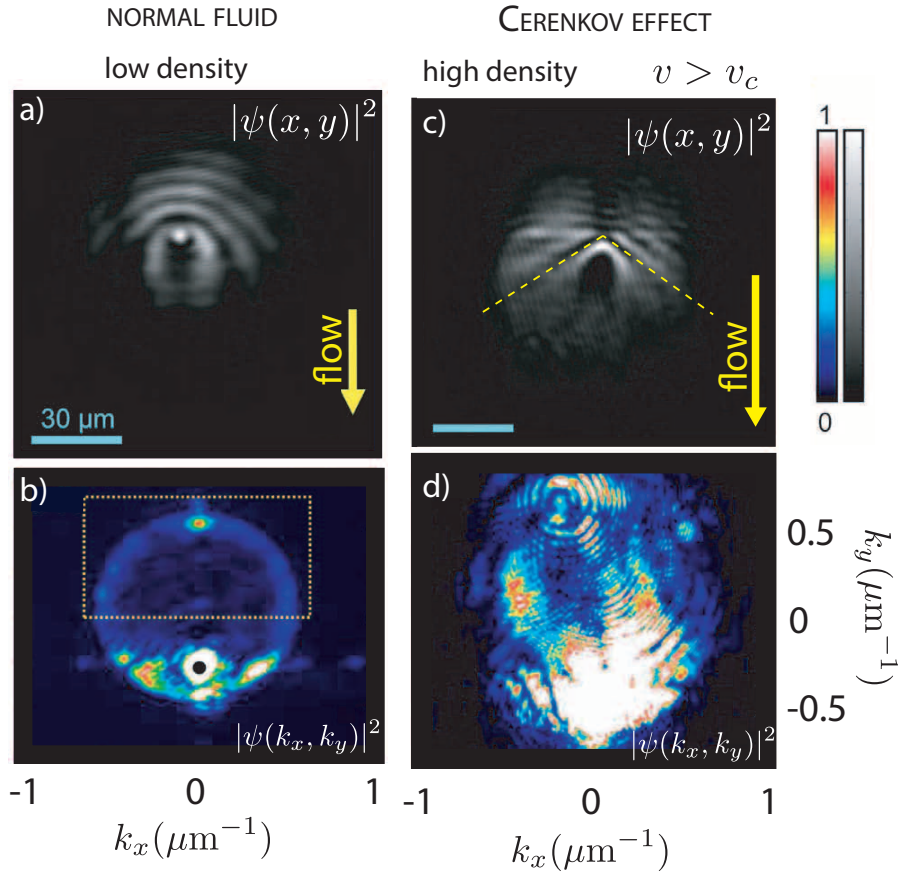 NORMAL FLUID
CERENKOV EFFECT
low density
high density
v > v_c
a)
|ψ(x, y)|²
c)
|ψ(x, y)|²
1
0
flow
flow
30 µm
b)
|ψ(k_x, k_y)|²
d)
|ψ(k_x, k_y)|²
0.5
0
-0.5
k_y(µm⁻¹)
-1
0
1
-1
0
1
k_x(µm⁻¹)
k_x(µm⁻¹)